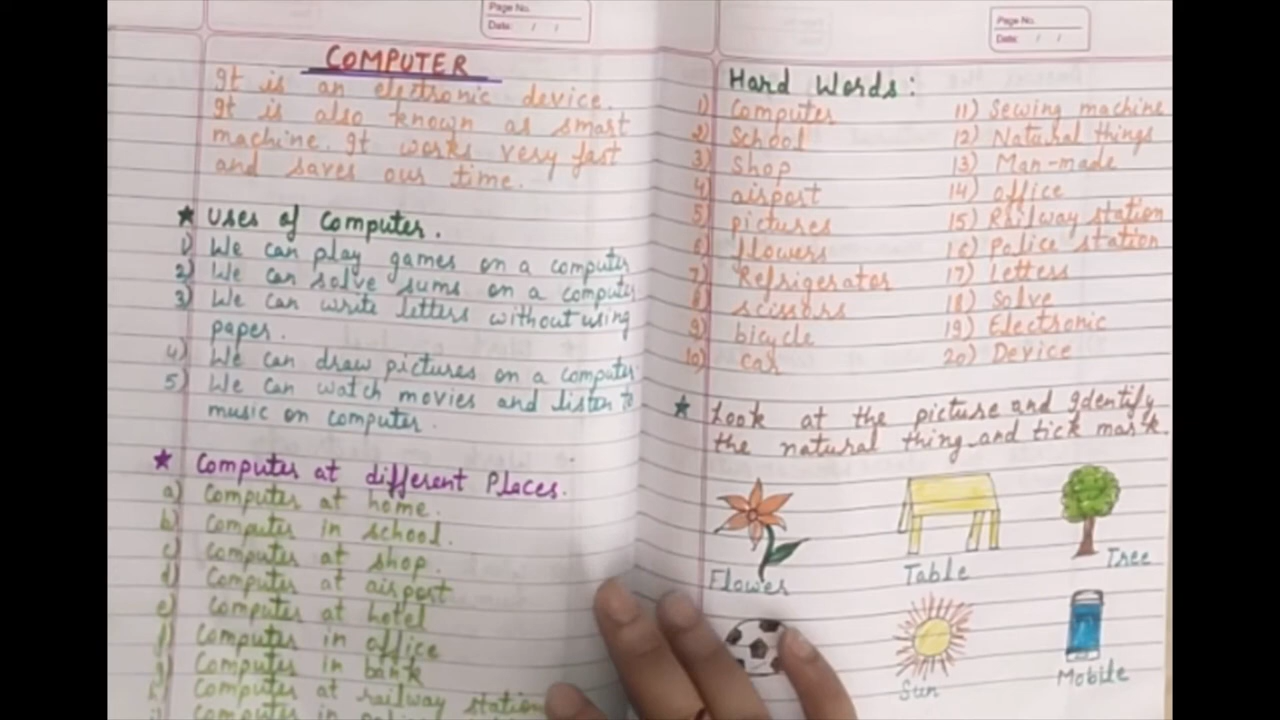 Page No.
Date: / /
COMPUTER
It is an electronic device.
It is also known as smart
machine. It works very fast
and saves our time.
★ Uses of Computer.
1) We can play games on a computer
2) We can solve sums on a computer
3) We can write letters without using
paper.
4) We can draw pictures on a computer
5) We can watch movies and listen to
music on computer.
★ Computer at different Places.
a) Computer at home.
b) Computer in school.
c) Computer at shop.
d) Computer at airport
e) Computer at hotel
f) Computer in office
g) Computer in bank
Computer at railway station
Computer in
Page No.
Date: / /
Hard Words:
1) Computer 11) Sewing machine
2) School 12) Natural things
3) Shop 13) Man-made
4) airport 14) office
5) pictures 15) Railway station
6) flowers 16) Police station
7) Refrigerator 17) Letters
8) scissors 18) Solve
9) bicycle 19) Electronic
10) car 20) Device
★ Look at the picture and Identify
the natural thing and tick mark.
Flower Table Tree
Sun Mobile